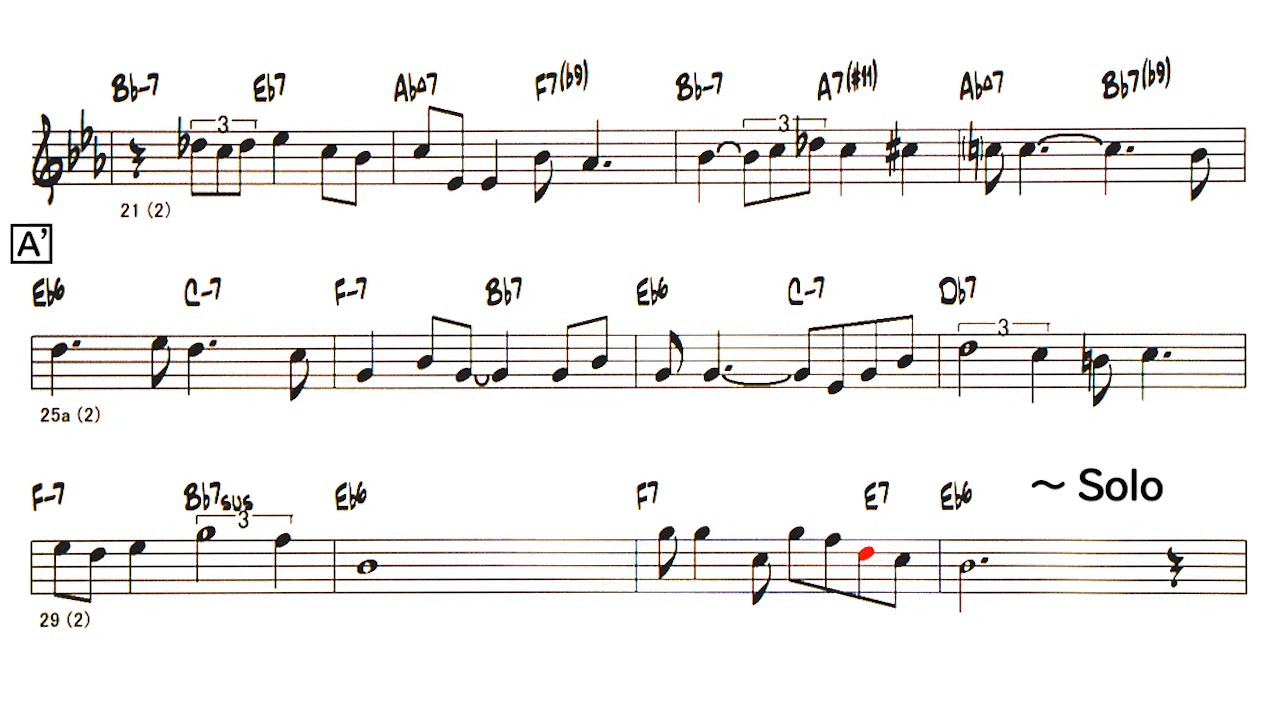 Bb-7 Eb7 Ab△7 F7(b9) Bb-7 A7(#11) Ab△7 Bb7(b9)
3 3
21 (2)
A'
Eb6 C-7 F-7 Bb7 Eb6 C-7 Db7
3
25a (2)
F-7 Bb7sus Eb6 F7 E7 Eb6 ~ Solo
3
29 (2)